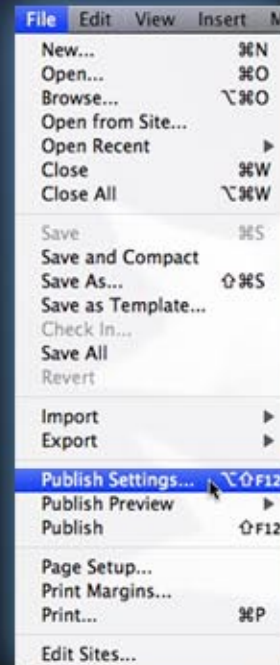 File Edit View Insert M
New... ⌘N
Open... ⌘O
Browse... ⌥⌘O
Open from Site...
Open Recent ▶
Close ⌘W
Close All ⌥⌘W
Save ⌘S
Save and Compact
Save As... ⇧⌘S
Save as Template...
Check In...
Save All
Revert
Import ▶
Export ▶
Publish Settings... ⌥⇧F12
Publish Preview ▶
Publish ⇧F12
Page Setup...
Print Margins...
Print... ⌘P
Edit Sites...